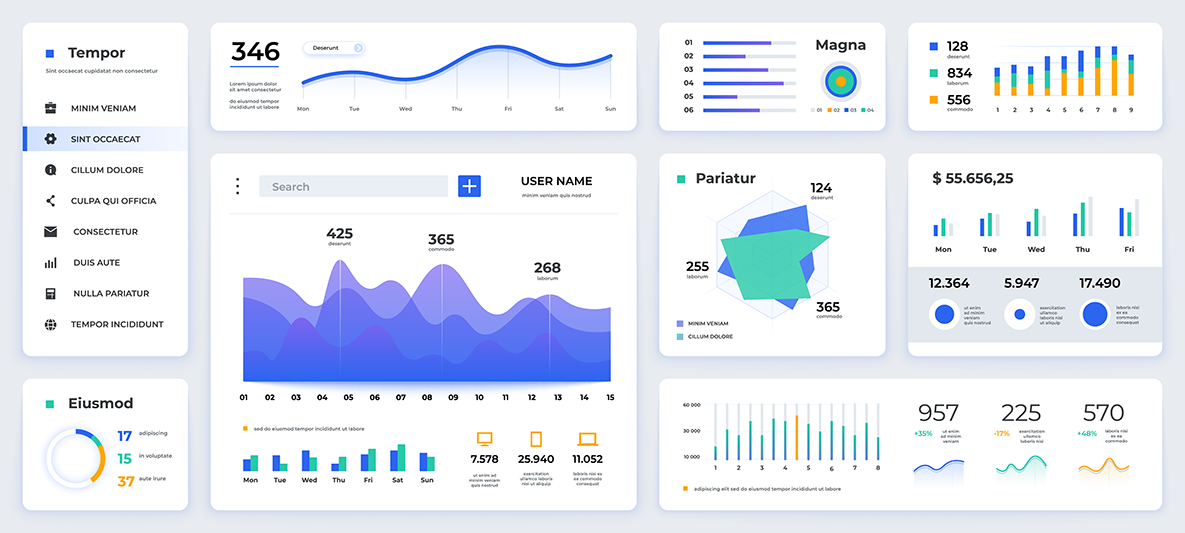 Tempor
Sint occaecat cupidatat non consectetur
MINIM VENIAM
SINT OCCAECAT
CILLUM DOLORE
CULPA QUI OFFICIA
CONSECTETUR
DUIS AUTE
NULLA PARIATUR
TEMPOR INCIDIDUNT
Eiusmod
17 adipiscing
15 in voluptate
37 aute irure
346
Deserunt
Lorem ipsum dolor
sit amet consectetur
do eiusmod tempor
incididunt ut labore
Mon Tue Wed Thu Fri Sat Sun
Search
USER NAME
minim veniam quis nostrud
425
deserunt
365
commodo
268
laborum
01 02 03 04 05 06 07 08 09 10 11 12 13 14 15
sed do eiusmod tempor incididunt ut labore
Mon Tue Wed Thu Fri Sat Sun
7.578
ut enim ad
minim veniam
quis nostrud
25.940
exercitation
ullamco laboris
nisi ut aliquip
11.052
laboris nisi
ex ea commodo
consequat
01
02
03
04
05
06
Magna
01 02 03 04
128
deserunt
834
laborum
556
commodo
1 2 3 4 5 6 7 8 9
Pariatur
124
deserunt
255
laborum
365
commodo
MINIM VENIAM
CILLUM DOLORE
$ 55.656,25
Mon Tue Wed Thu Fri
12.364
ut enim
ad minim
veniam
quis nostrud
5.947
exercitation
ullamco
laboris nisi
ut aliquip
17.490
laboris nisi
ex ea
commodo
consequat
60 000
30 000
10 000
1 2 3 4 5 6 7 8
adipiscing elit sed do eiusmod tempor incididunt ut labore
957
+35%
ut enim
ad minim
veniam
225
-17%
exercitation
ullamco
laboris nisi
570
+48%
laboris nisi
ex ea
commodo